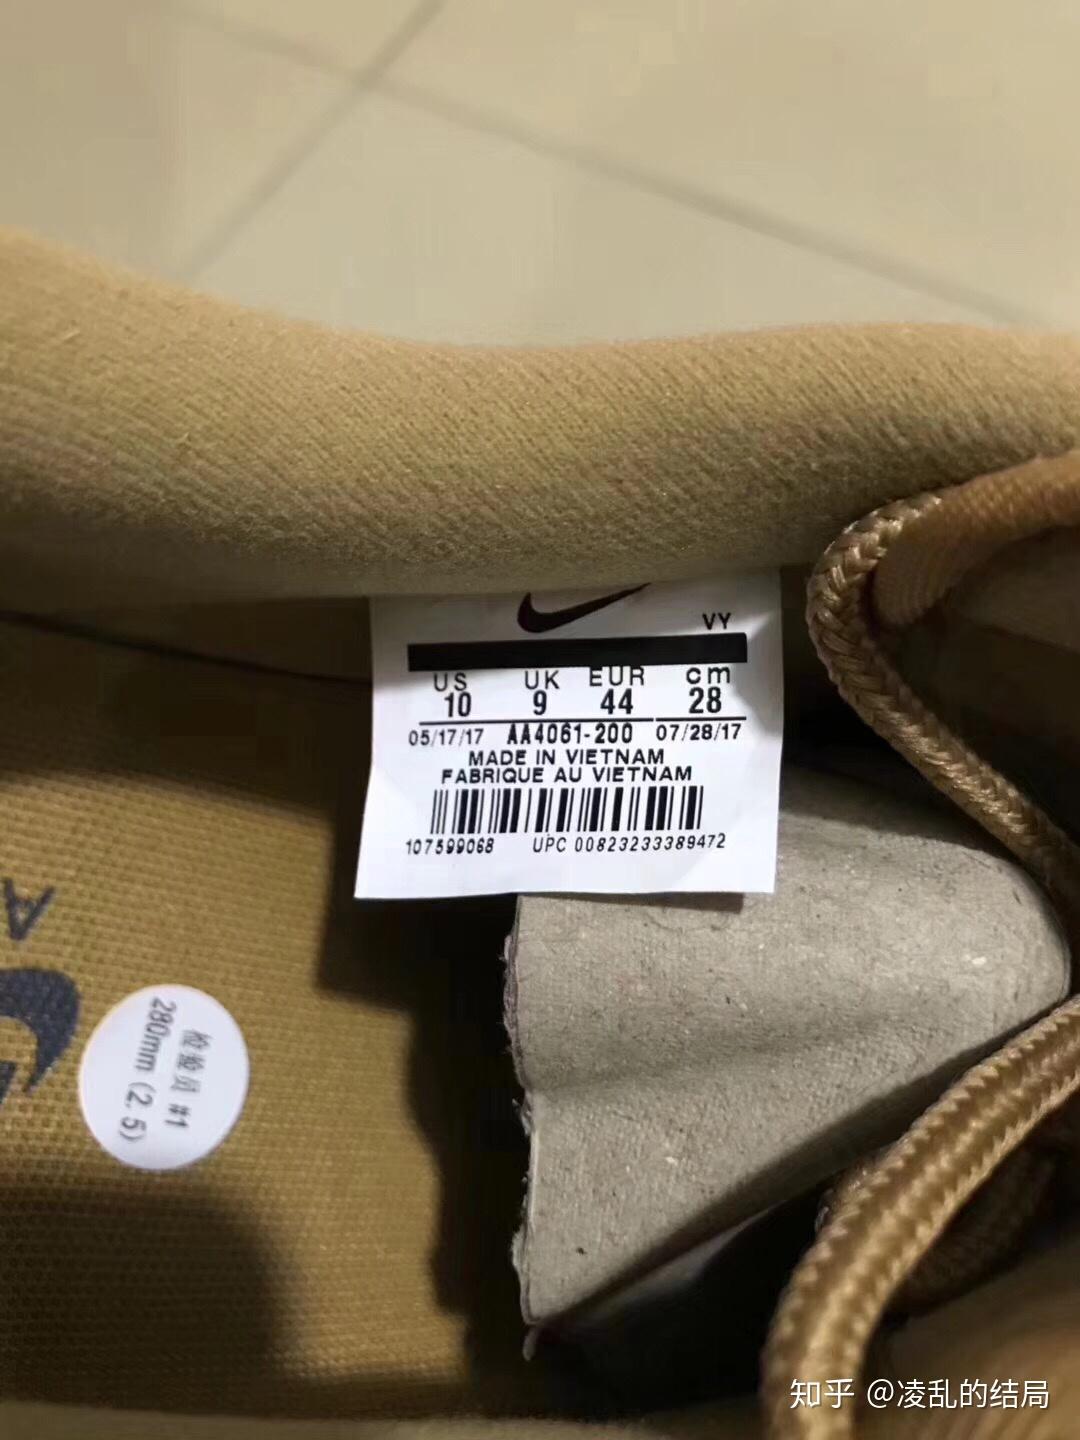 VY
US UK EUR cm
10 9 44 28
05/17/17 AA4061-200 07/28/17
MADE IN VIETNAM
FABRIQUE AU VIETNAM
107599068 UPC 00823233389472
A
检验员 #1
280mm (2.5)
知乎 @凌乱的结局